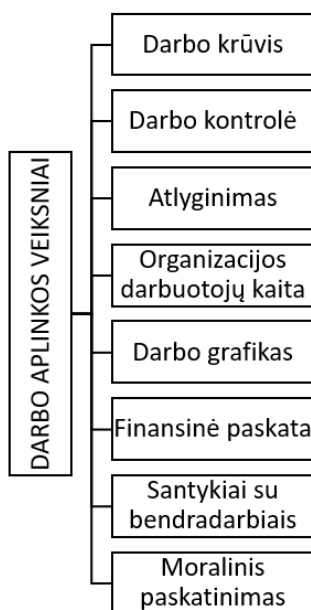 DARBO APLINKOS VEIKSNIAI
Darbo krūvis
Darbo kontrolė
Atlyginimas
Organizacijos
darbuotojų kaita
Darbo grafikas
Finansinė paskata
Santykiai su
bendradarbiais
Moralinis
paskatinimas